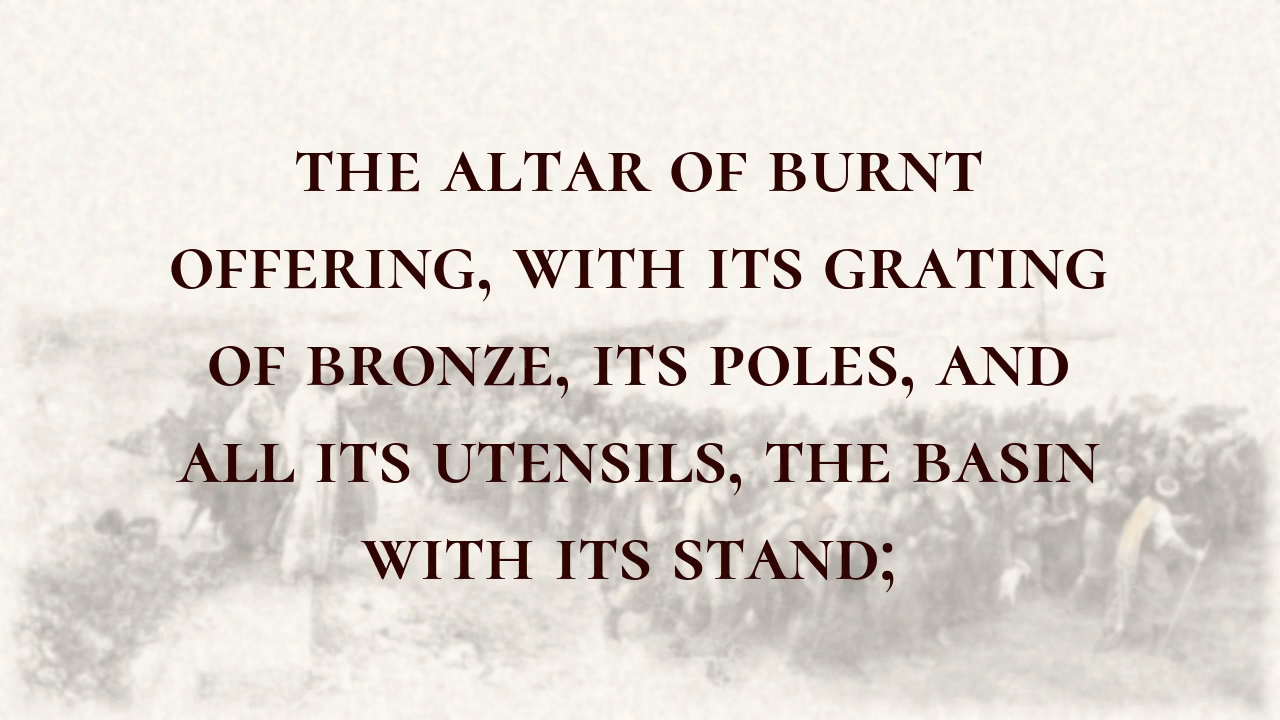 THE ALTAR OF BURNT
OFFERING, WITH ITS GRATING
OF BRONZE, ITS POLES, AND
ALL ITS UTENSILS, THE BASIN
WITH ITS STAND;